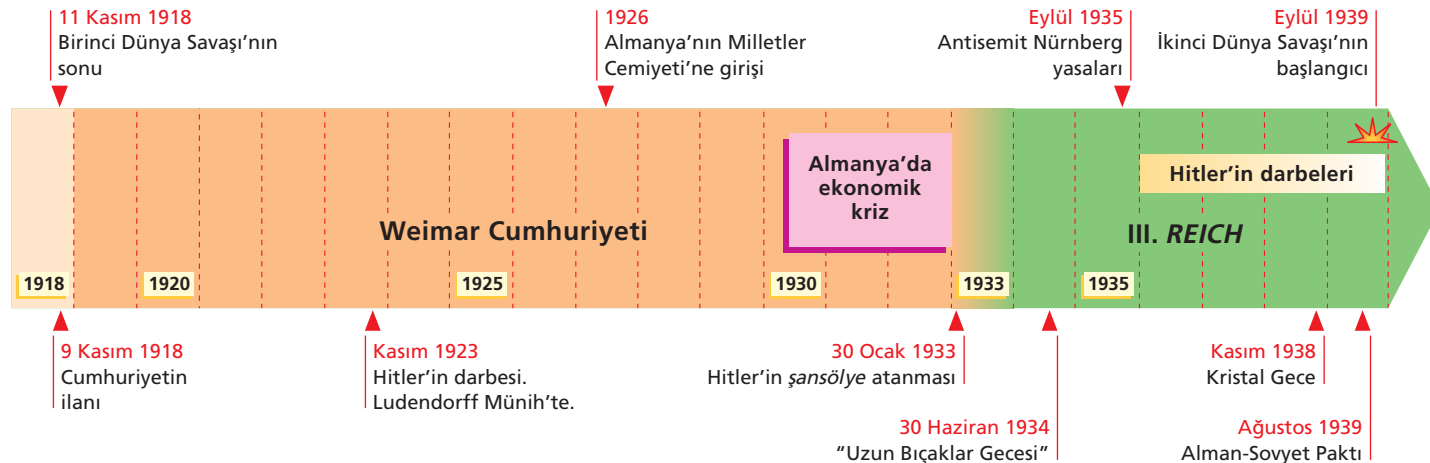 11 Kasım 1918
Birinci Dünya Savaşı’nın
sonu
1926
Almanya’nın Milletler
Cemiyeti’ne girişi
Eylül 1935
Antisemit Nürnberg
yasaları
Eylül 1939
İkinci Dünya Savaşı’nın
başlangıcı
Almanya’da
ekonomik
kriz
Hitler’in darbeleri
Weimar Cumhuriyeti
III. REICH
1918
1920
1925
1930
1933
1935
9 Kasım 1918
Cumhuriyetin
ilanı
Kasım 1923
Hitler’in darbesi.
Ludendorff Münih’te.
30 Ocak 1933
Hitler’in şansölye atanması
30 Haziran 1934
“Uzun Bıçaklar Gecesi”
Kasım 1938
Kristal Gece
Ağustos 1939
Alman-Sovyet Paktı